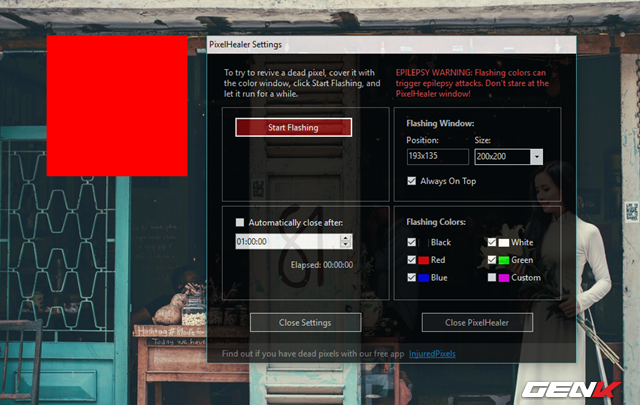 PixelHealer Settings
To try to revive a dead pixel, cover it with
the color window, click Start Flashing, and
let it run for a while.
EPILEPSY WARNING: Flashing colors can
trigger epilepsy attacks. Don't stare at the
PixelHealer window!
Start Flashing
Flashing Window:
Position: Size:
193x135 200x200
Always On Top
Automatically close after:
01:00:00
Elapsed: 00:00:00
Flashing Colors:
Black White
Red Green
Blue Custom
Close Settings Close PixelHealer
Find out if you have dead pixels with our free app InjuredPixels
GENK